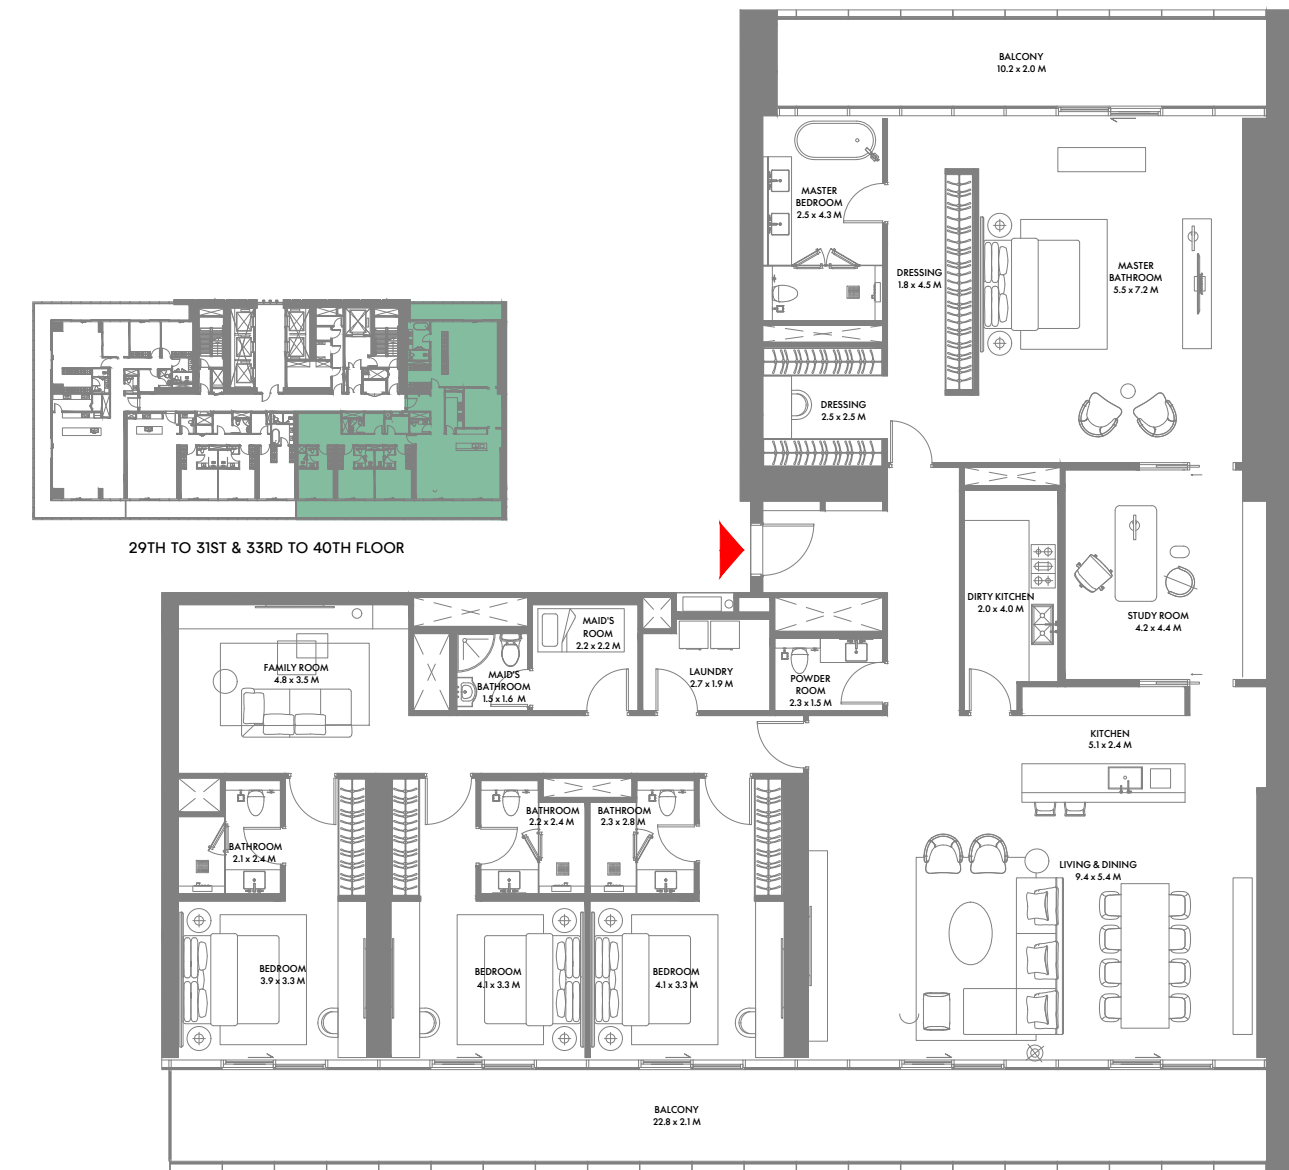 BALCONY
10.2 x 2.0 M
MASTER
BEDROOM
2.5 x 4.3 M
DRESSING
1.8 x 4.5 M
MASTER
BATHROOM
5.5 x 7.2 M
DRESSING
2.5 x 2.5 M
29TH TO 31ST & 33RD TO 40TH FLOOR
DIRTY KITCHEN
2.0 x 4.0 M
STUDY ROOM
4.2 x 4.4 M
MAID'S
ROOM
2.2 x 2.2 M
FAMILY ROOM
4.8 x 3.5 M
MAID'S
BATHROOM
1.5 x 1.6 M
LAUNDRY
2.7 x 1.9 M
POWDER
ROOM
2.3 x 1.5 M
KITCHEN
5.1 x 2.4 M
BATHROOM
2.1 x 2.4 M
BATHROOM
2.2 x 2.4 M
BATHROOM
2.3 x 2.8 M
LIVING & DINING
9.4 x 5.4 M
BEDROOM
3.9 x 3.3 M
BEDROOM
4.1 x 3.3 M
BEDROOM
4.1 x 3.3 M
BALCONY
22.8 x 2.1 M